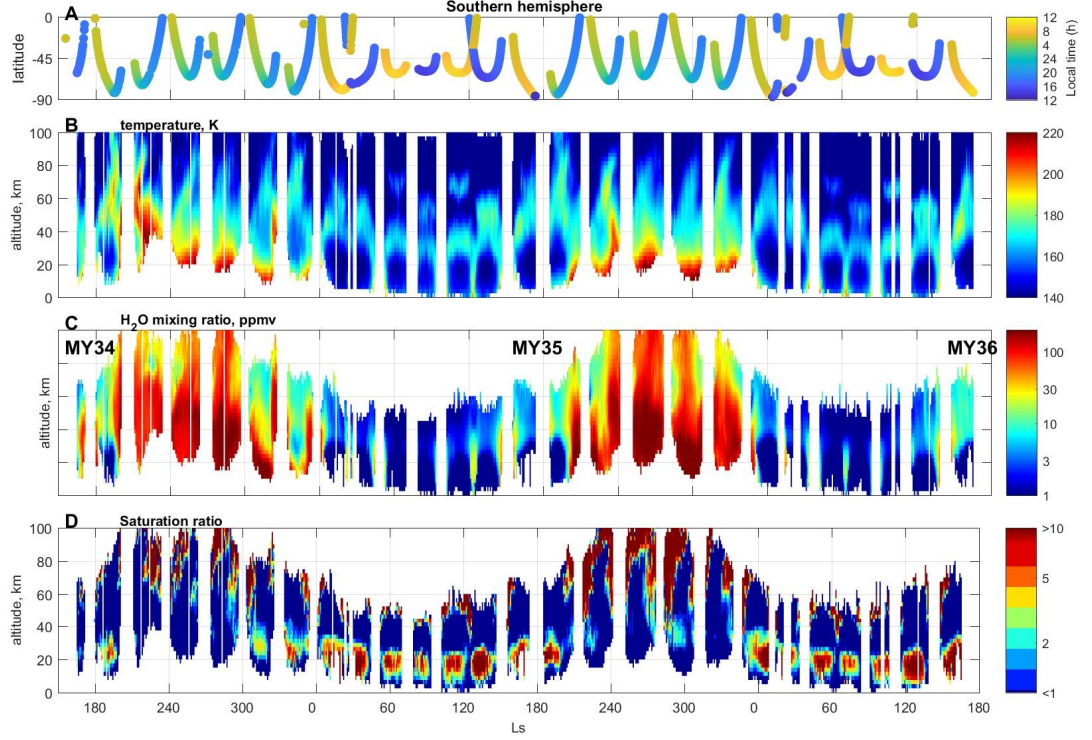 Southern hemisphere
A
latitude
0
-45
-90
12
8
4
20
16
12
Local time (h)
B
temperature, K
altitude, km
100
80
60
40
20
0
220
200
180
160
140
C
H2O mixing ratio, ppmv
MY34
MY35
MY36
altitude, km
100
30
10
3
1
D
Saturation ratio
altitude, km
100
80
60
40
20
0
>10
5
2
<1
180 240 300 0 60 120 180 240 300 0 60 120 180
Ls